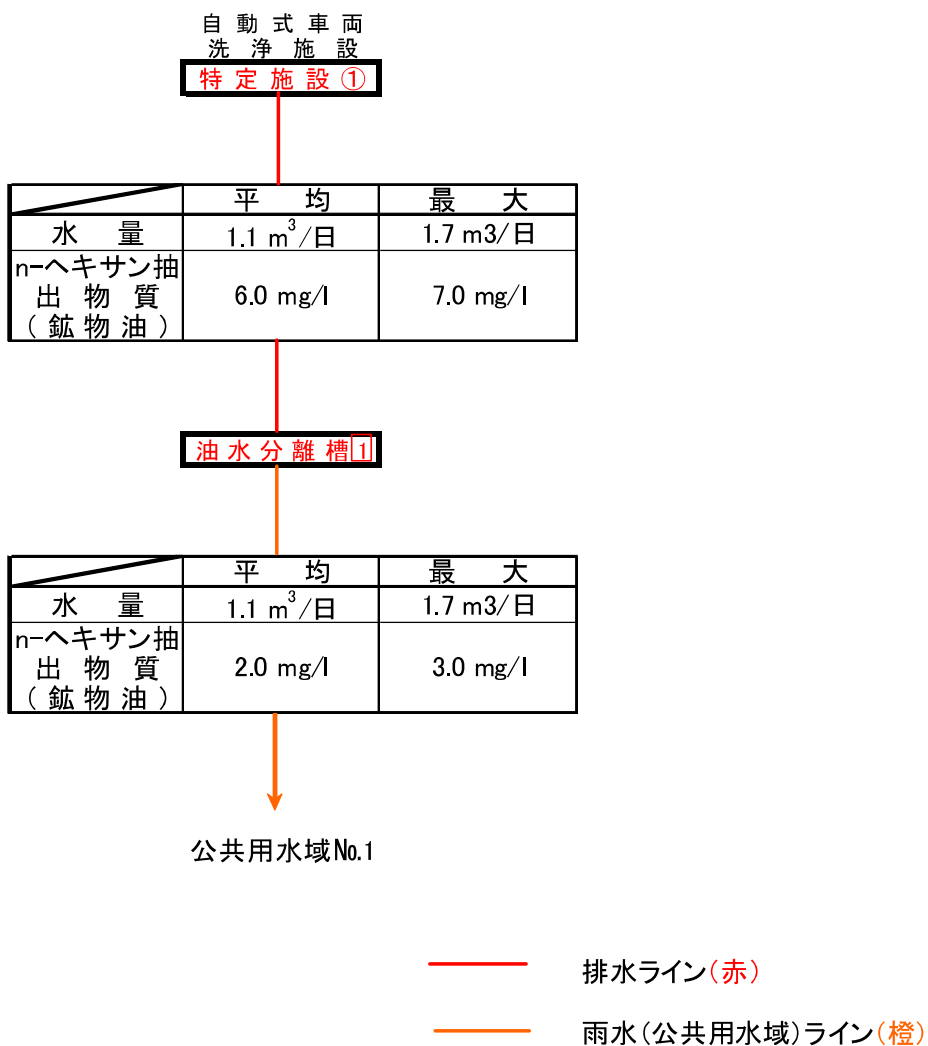 自動式車両
洗浄施設
特定施設①
平均 最大
水量 1.1 m³/日 1.7 m3/日
n-ヘキサン抽
出物質
(鉱物油) 6.0 mg/l 7.0 mg/l
油水分離槽1
平均 最大
水量 1.1 m³/日 1.7 m3/日
n-ヘキサン抽
出物質
(鉱物油) 2.0 mg/l 3.0 mg/l
公共用水域№1
排水ライン(赤)
雨水(公共用水域)ライン(橙)